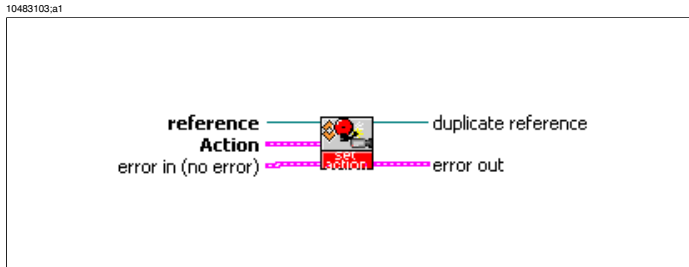 10483103;a1
reference
duplicate reference
Action
set
action
error in (no error)
error out